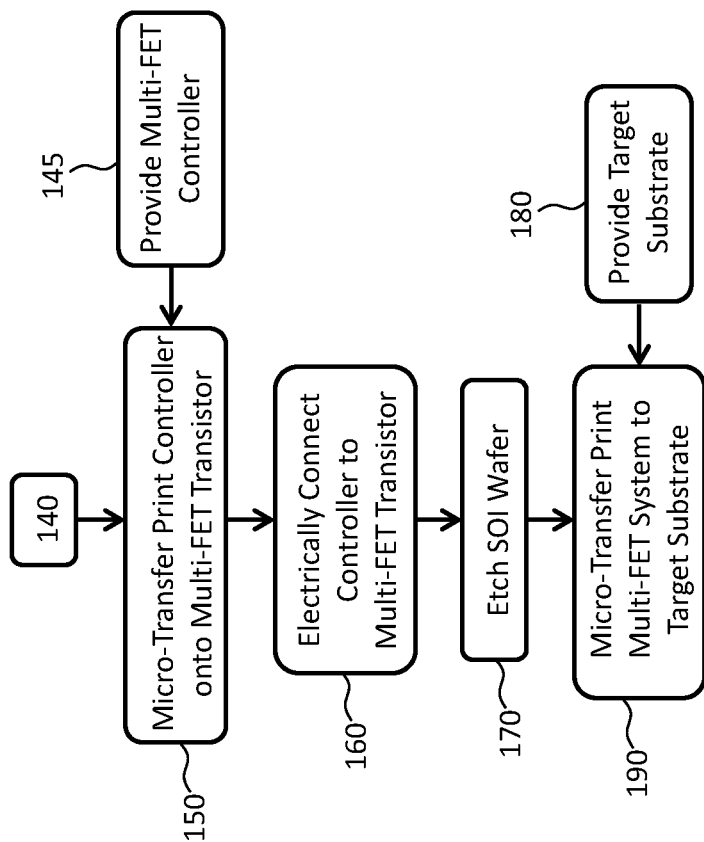 140
145
Provide Multi-FET
Controller
150
Micro-Transfer Print Controller
onto Multi-FET Transistor
160
Electrically Connect
Controller to
Multi-FET Transistor
170
Etch SOI Wafer
180
Provide Target
Substrate
190
Micro-Transfer Print
Multi-FET System to
Target Substrate